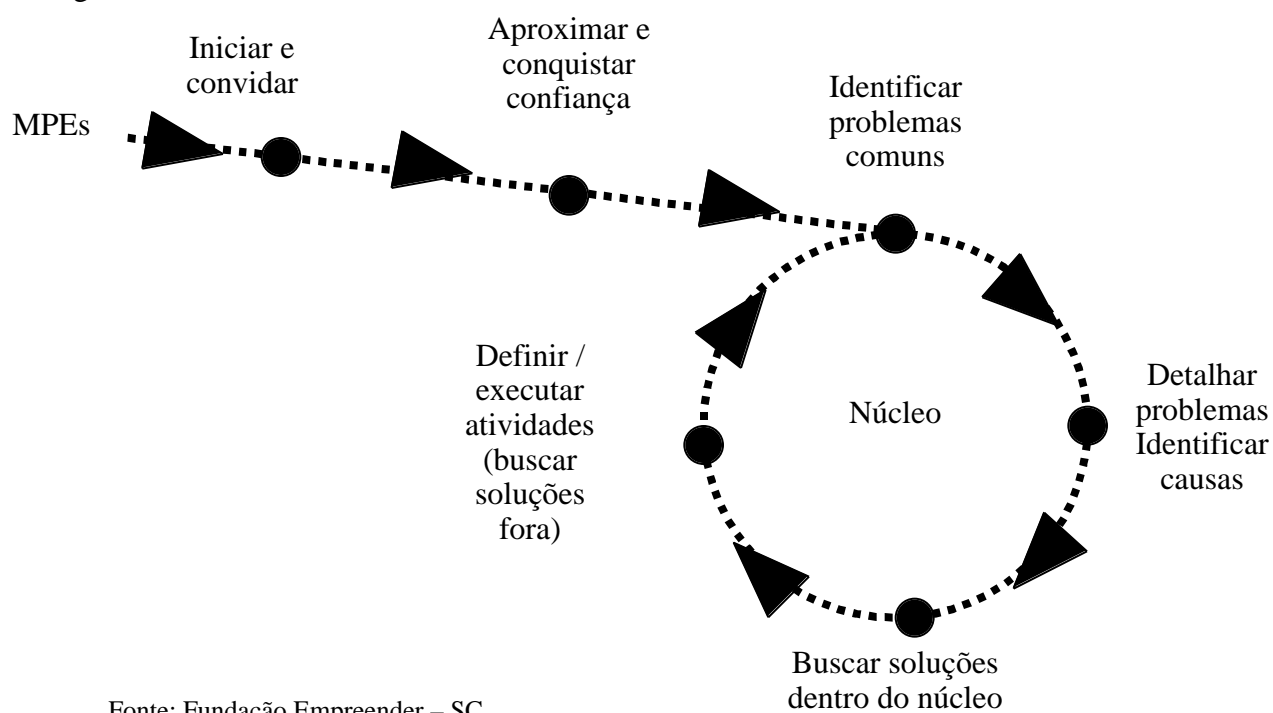 Iniciar e
convidar
Aproximar e
conquistar
confiança
MPEs
Identificar
problemas
comuns
Detalhar
problemas
Identificar
causas
Núcleo
Definir /
executar
atividades
(buscar
soluções
fora)
Buscar soluções
dentro do núcleo
Fonte: Fundação Empreender – SC